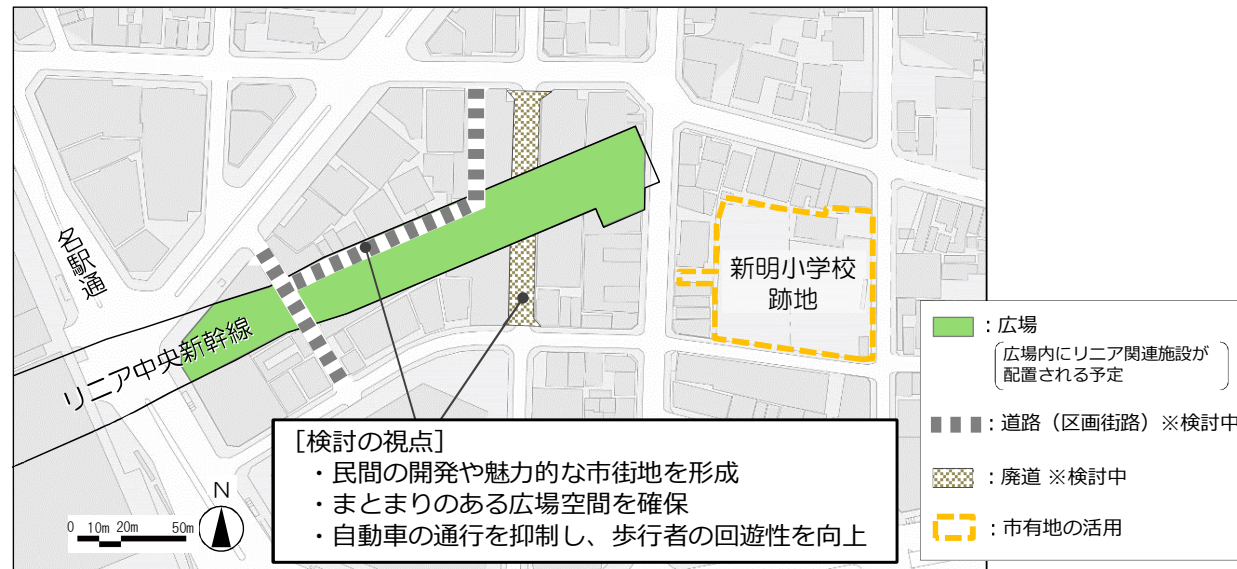 名駅通
リニア中央新幹線
新明小学校
跡地
[検討の視点]
・民間の開発や魅力的な市街地を形成
・まとまりのある広場空間を確保
・自動車の通行を抑制し、歩行者の回遊性を向上
0 10m 20m 50m
N
：広場
広場内にリニア関連施設が
配置される予定
：道路（区画街路）※検討中
：廃道 ※検討中
：市有地の活用